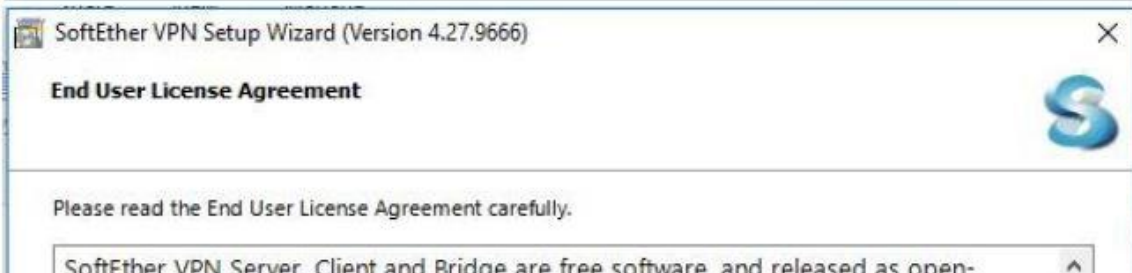 SoftEther VPN Setup Wizard (Version 4.27.9666)
End User License Agreement
Please read the End User License Agreement carefully.
SoftEther VPN Server, Client and Bridge are free software, and released as open-